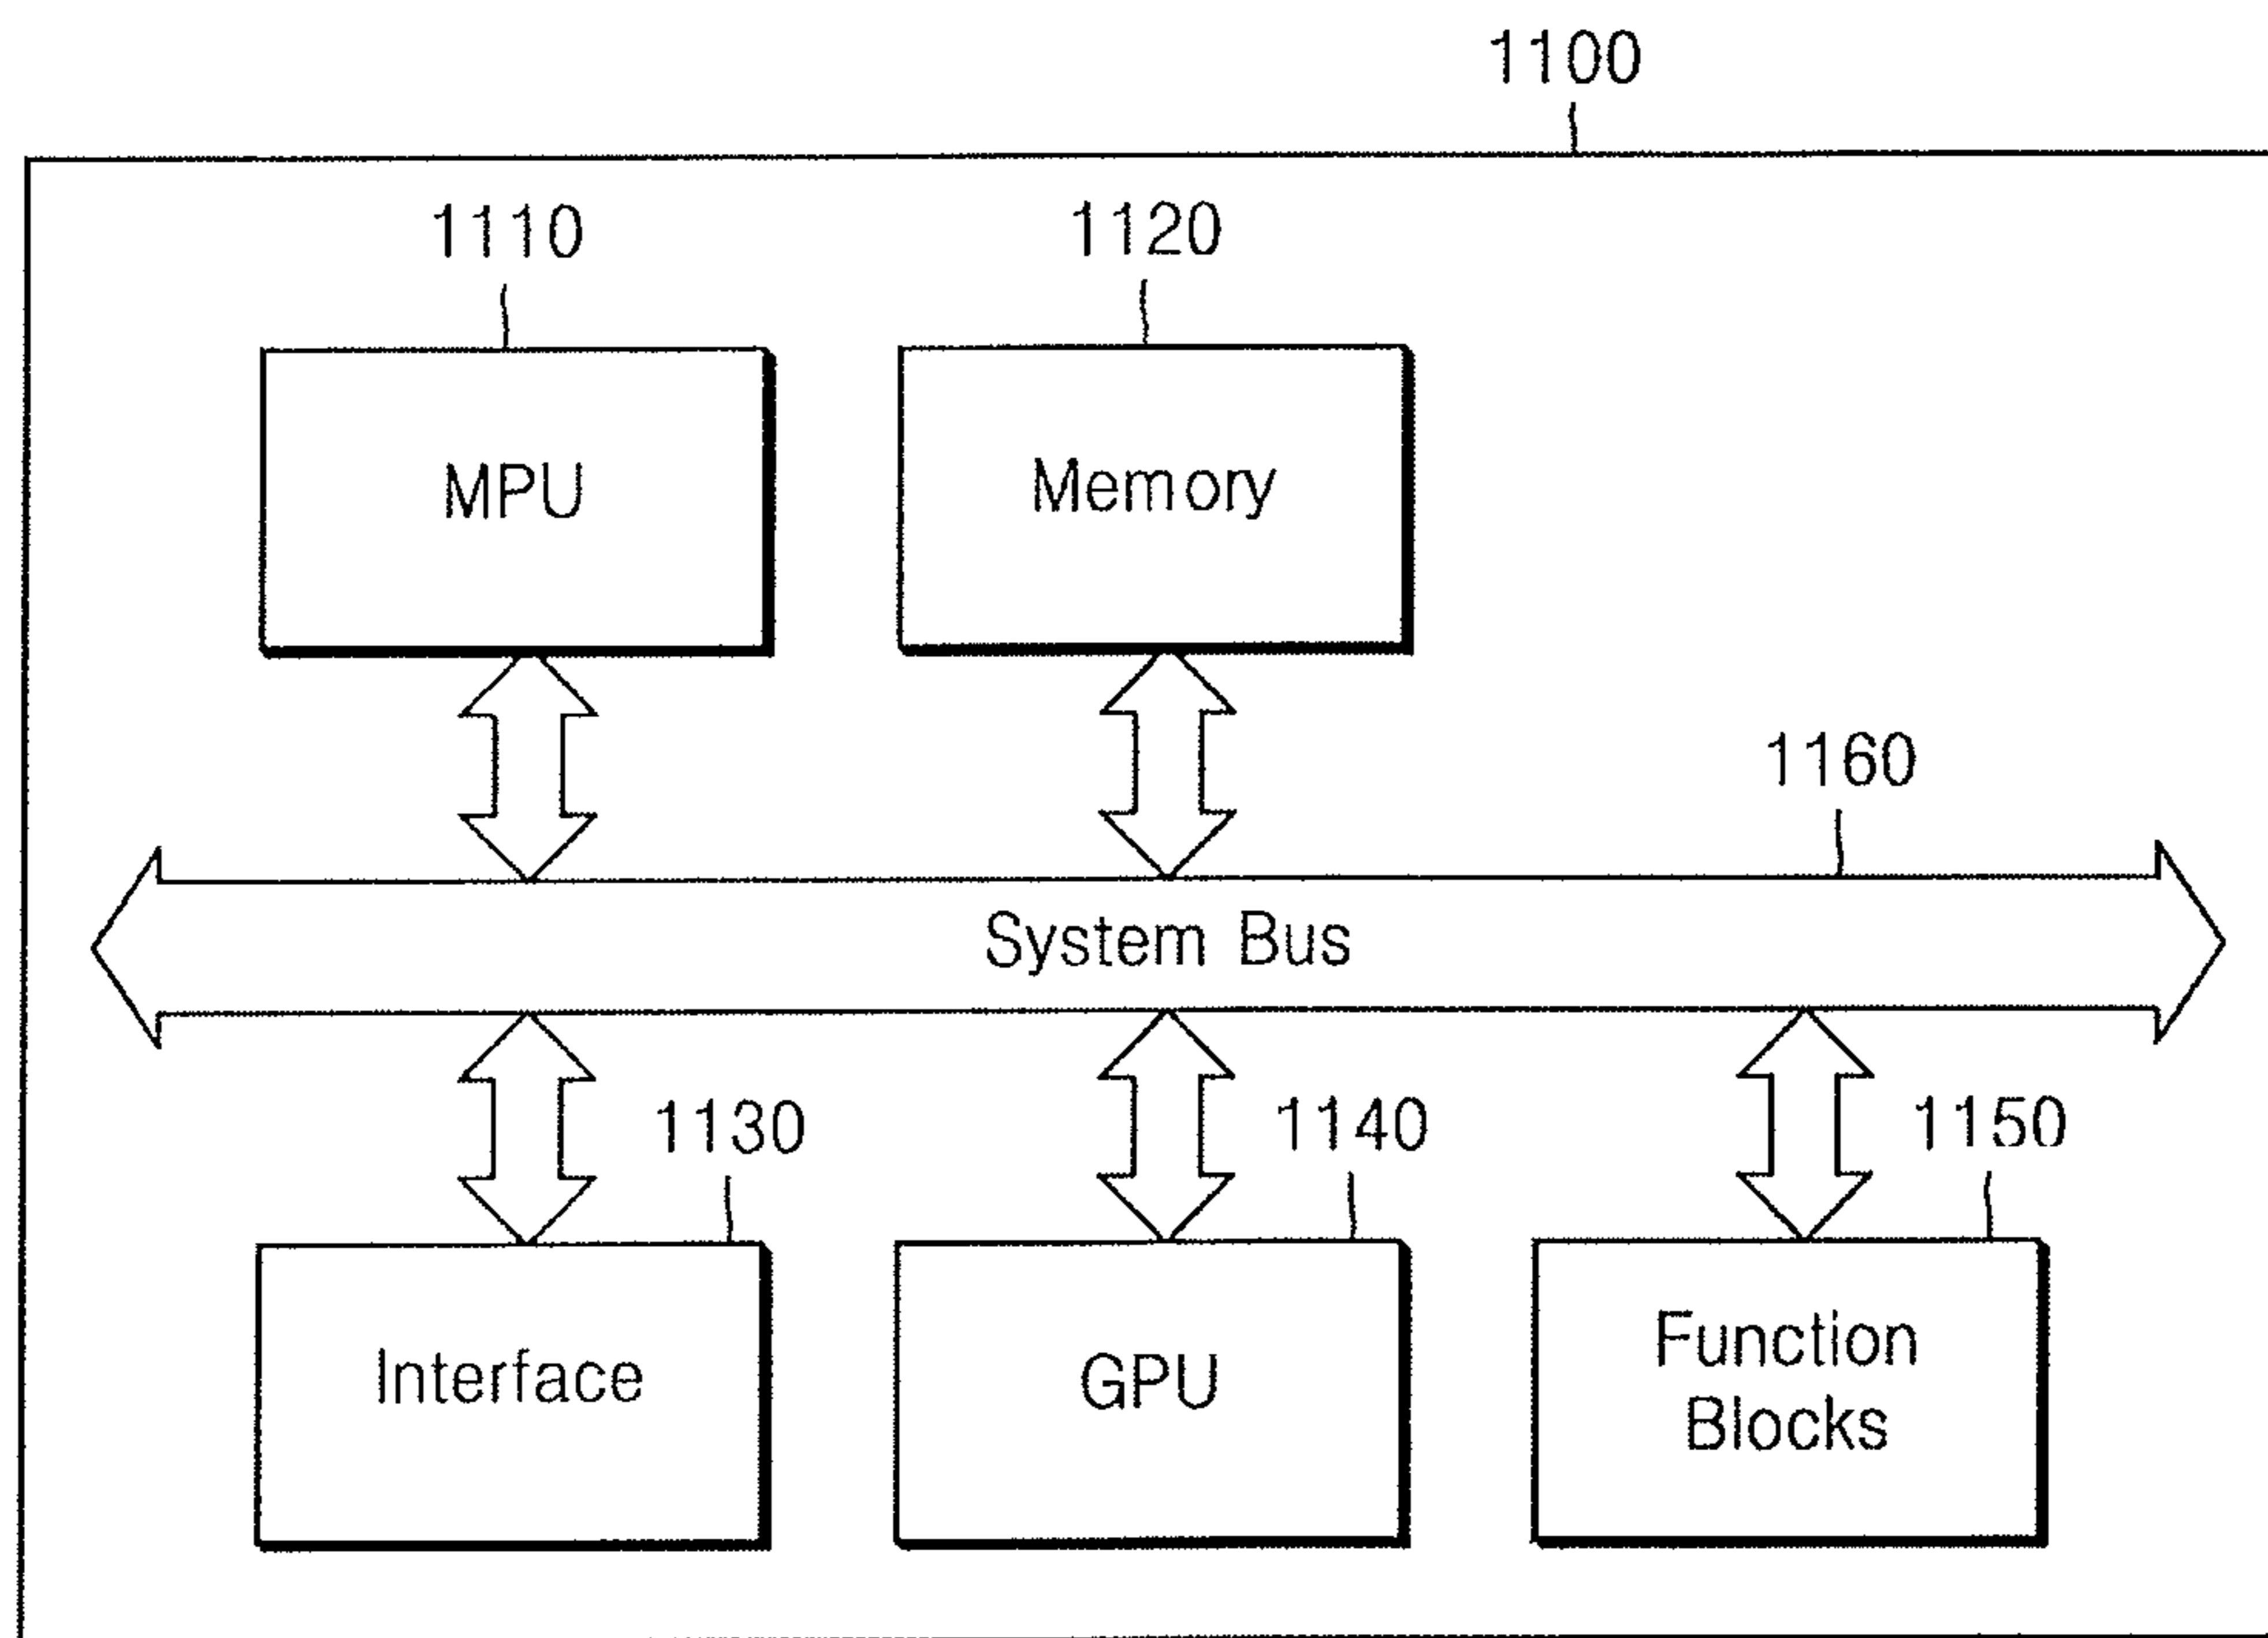 1100
1110
1120
MPU
Memory
1160
System Bus
1130
1140
1150
Interface
GPU
Function
Blocks